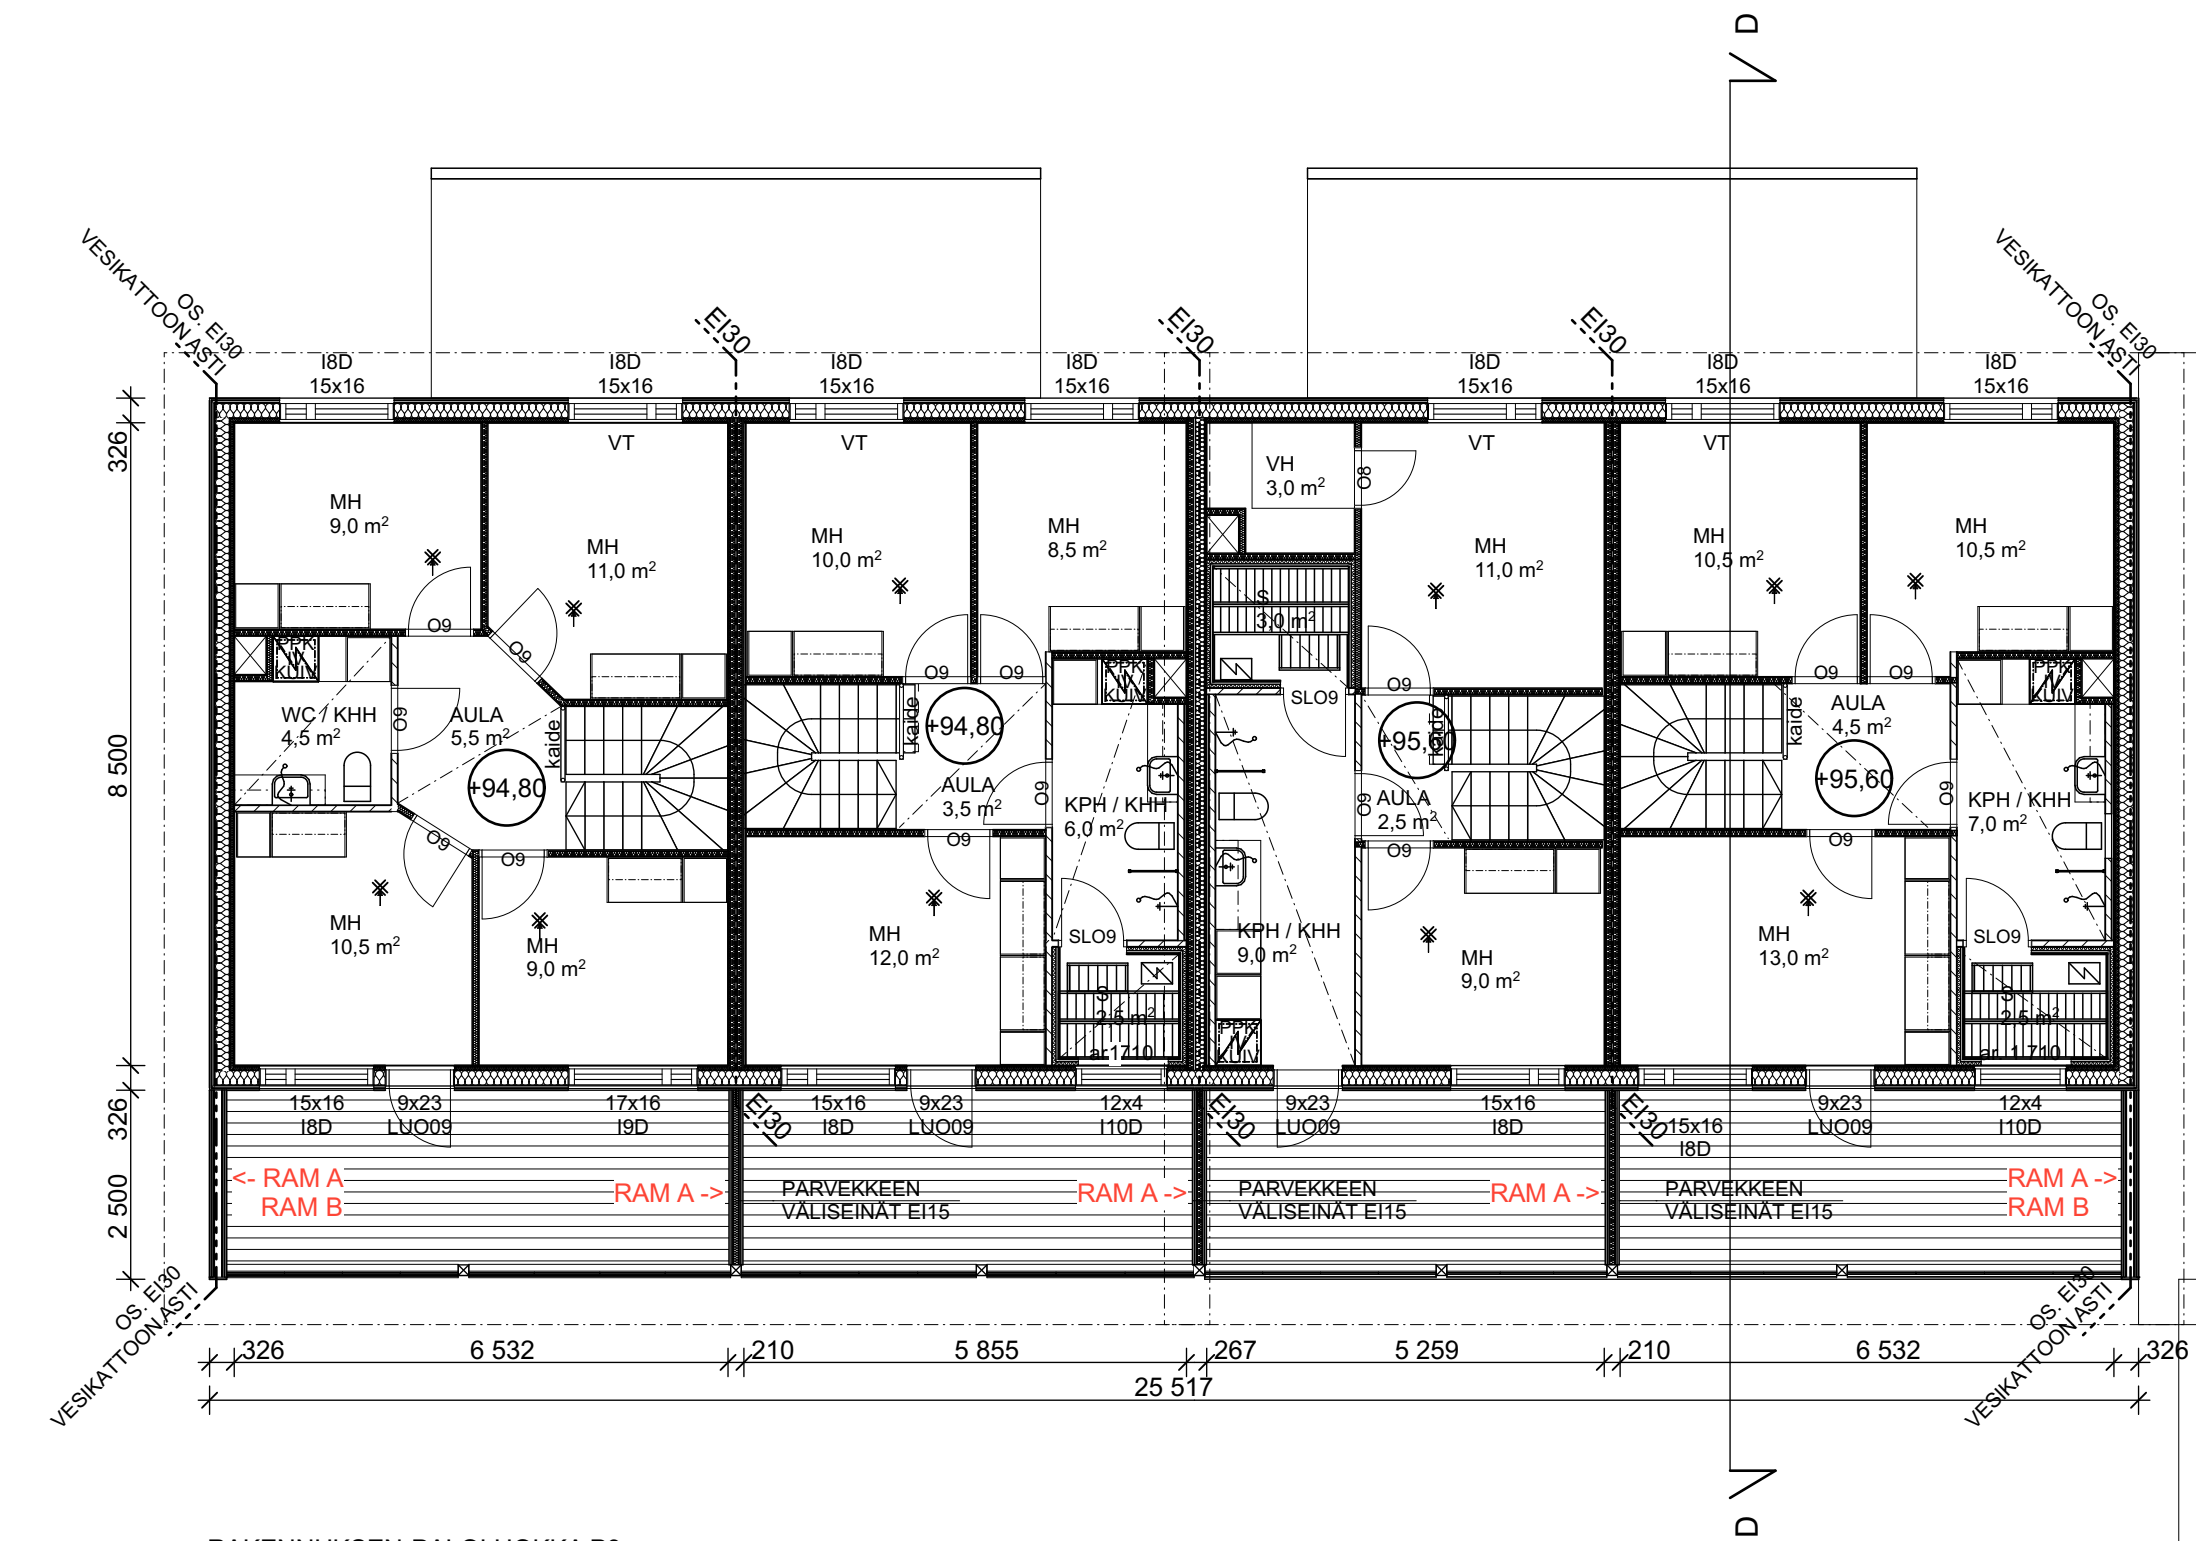 D
VESIKATTOON ASTI
OS. EI30
EI30
EI30
EI30
VESIKATTOON ASTI
OS. EI30
I8D
15x16
I8D
15x16
I8D
15x16
I8D
15x16
I8D
15x16
I8D
15x16
I8D
15x16
326
8 500
326
2 500
VT
VT
VT
VT
MH
9,0 m²
MH
11,0 m²
MH
10,0 m²
MH
8,5 m²
VH
3,0 m²
O8
MH
11,0 m²
MH
10,5 m²
MH
10,5 m²
S
3,0 m²
O9
O9
O9
O9
O9
O9
O9
SLO9
PPK
KUIV
PPK
KUIV
PPK
KUIV
WC / KHH
4,5 m²
O9
AULA
5,5 m²
kaide
+94,80
kaide
+94,80
AULA
3,5 m²
O9
KPH / KHH
6,0 m²
+95,60
kaide
AULA
2,5 m²
O9
kaide
AULA
4,5 m²
+95,60
O9
KPH / KHH
7,0 m²
O9
O9
O9
O9
O9
MH
10,5 m²
MH
9,0 m²
MH
12,0 m²
SLO9
S
2,5 m²
ar1710
KPH / KHH
9,0 m²
PPK
KUIV
MH
9,0 m²
MH
13,0 m²
SLO9
S
2,5 m²
ar. 1 710
15x16
I8D
9x23
LUO09
17x16
I9D
EI30
15x16
I8D
9x23
LUO09
12x4
I10D
EI30
9x23
LUO09
15x16
I8D
EI30
15x16
I8D
9x23
LUO09
12x4
I10D
<- RAM A
RAM B
RAM A ->
PARVEKKEEN
VÄLISEINÄT EI15
RAM A ->
PARVEKKEEN
VÄLISEINÄT EI15
RAM A ->
PARVEKKEEN
VÄLISEINÄT EI15
RAM A ->
RAM B
OS. EI30
VESIKATTOON ASTI
OS. EI30
VESIKATTOON ASTI
326
6 532
210
5 855
267
5 259
210
6 532
326
25 517
D